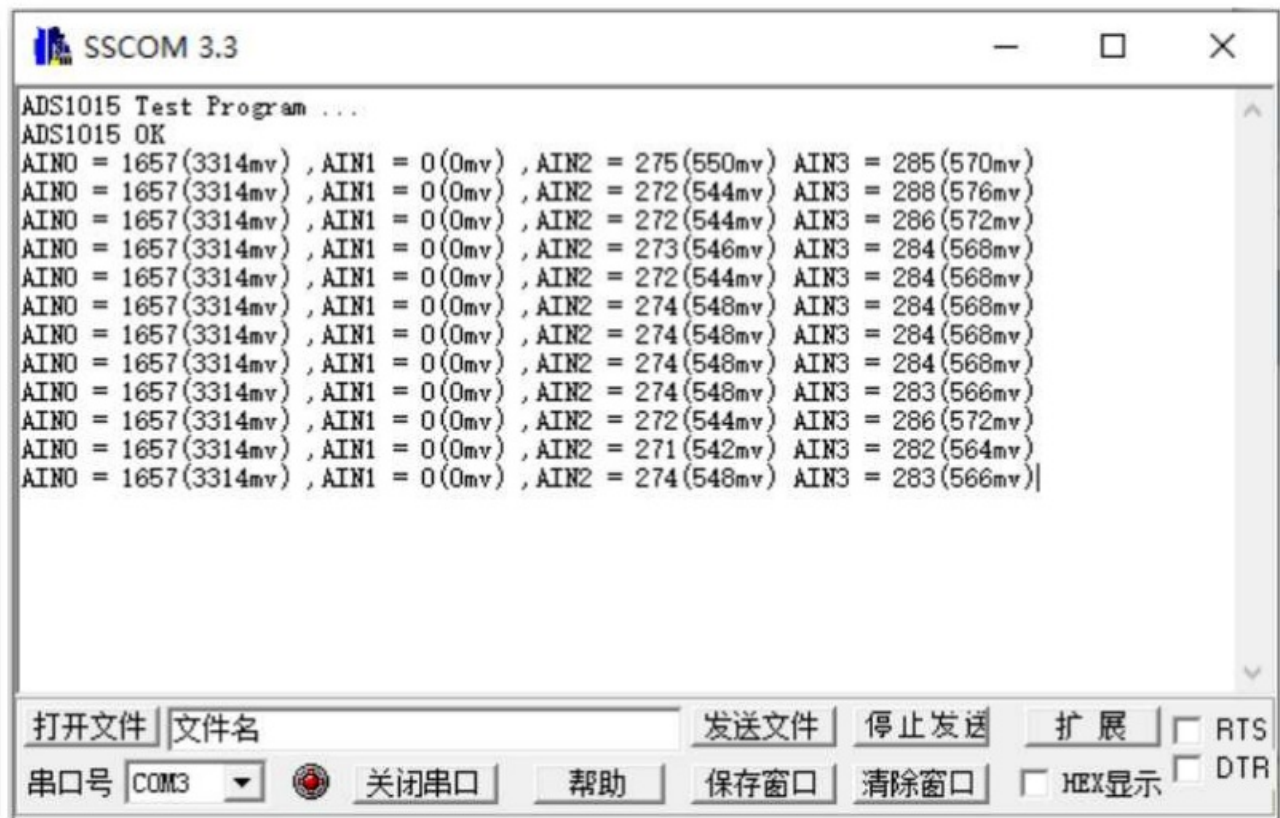 SSCOM 3.3
ADS1015 Test Program ...
ADS1015 OK
AIN0 = 1657(3314mv) ,AIN1 = 0(0mv) ,AIN2 = 275(550mv) AIN3 = 285(570mv)
AIN0 = 1657(3314mv) ,AIN1 = 0(0mv) ,AIN2 = 272(544mv) AIN3 = 288(576mv)
AIN0 = 1657(3314mv) ,AIN1 = 0(0mv) ,AIN2 = 272(544mv) AIN3 = 286(572mv)
AIN0 = 1657(3314mv) ,AIN1 = 0(0mv) ,AIN2 = 273(546mv) AIN3 = 284(568mv)
AIN0 = 1657(3314mv) ,AIN1 = 0(0mv) ,AIN2 = 272(544mv) AIN3 = 284(568mv)
AIN0 = 1657(3314mv) ,AIN1 = 0(0mv) ,AIN2 = 274(548mv) AIN3 = 284(568mv)
AIN0 = 1657(3314mv) ,AIN1 = 0(0mv) ,AIN2 = 274(548mv) AIN3 = 284(568mv)
AIN0 = 1657(3314mv) ,AIN1 = 0(0mv) ,AIN2 = 274(548mv) AIN3 = 284(568mv)
AIN0 = 1657(3314mv) ,AIN1 = 0(0mv) ,AIN2 = 274(548mv) AIN3 = 283(566mv)
AIN0 = 1657(3314mv) ,AIN1 = 0(0mv) ,AIN2 = 272(544mv) AIN3 = 286(572mv)
AIN0 = 1657(3314mv) ,AIN1 = 0(0mv) ,AIN2 = 271(542mv) AIN3 = 282(564mv)
AIN0 = 1657(3314mv) ,AIN1 = 0(0mv) ,AIN2 = 274(548mv) AIN3 = 283(566mv)
打开文件 文件名 发送文件 停止发送 扩展 RTS
串口号 COM3 关闭串口 帮助 保存窗口 清除窗口 HEX显示 DTR